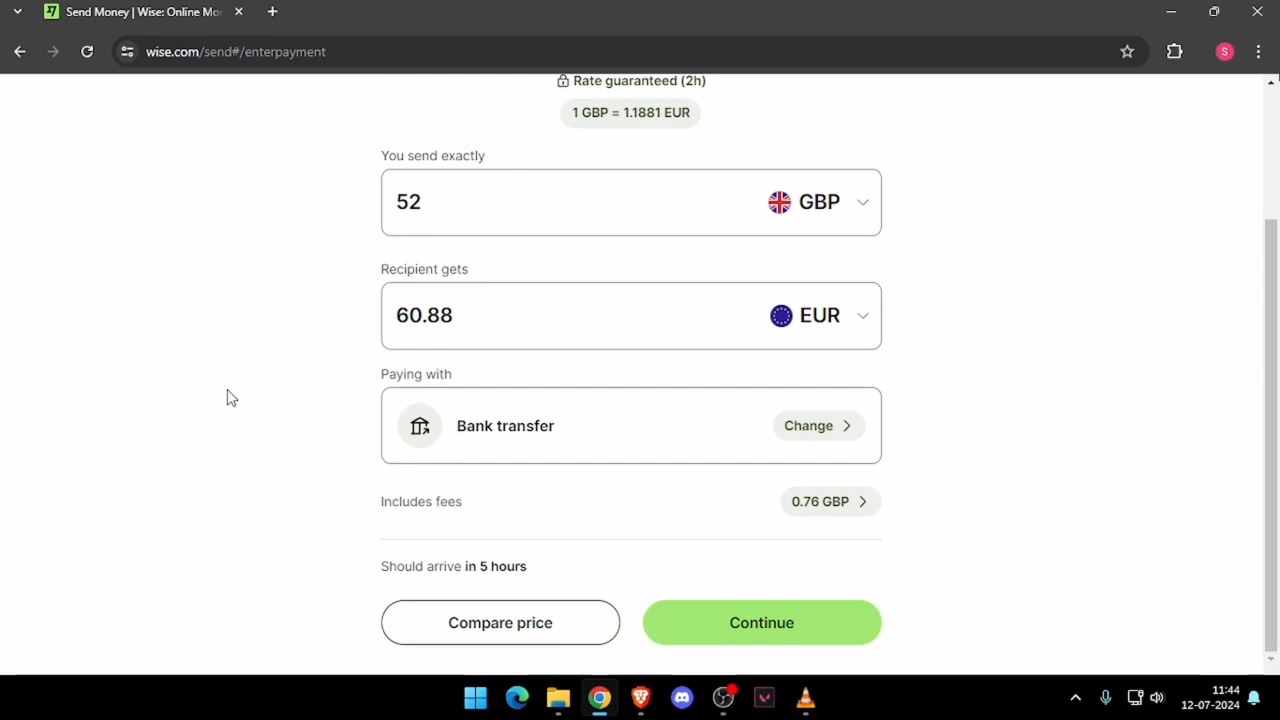 Send Money | Wise: Online Mo
wise.com/send#/enterpayment
S
Rate guaranteed (2h)
1 GBP = 1.1881 EUR
You send exactly
52 GBP
Recipient gets
60.88 EUR
Paying with
Bank transfer Change
Includes fees 0.76 GBP
Should arrive in 5 hours
Compare price Continue
11:44
12-07-2024